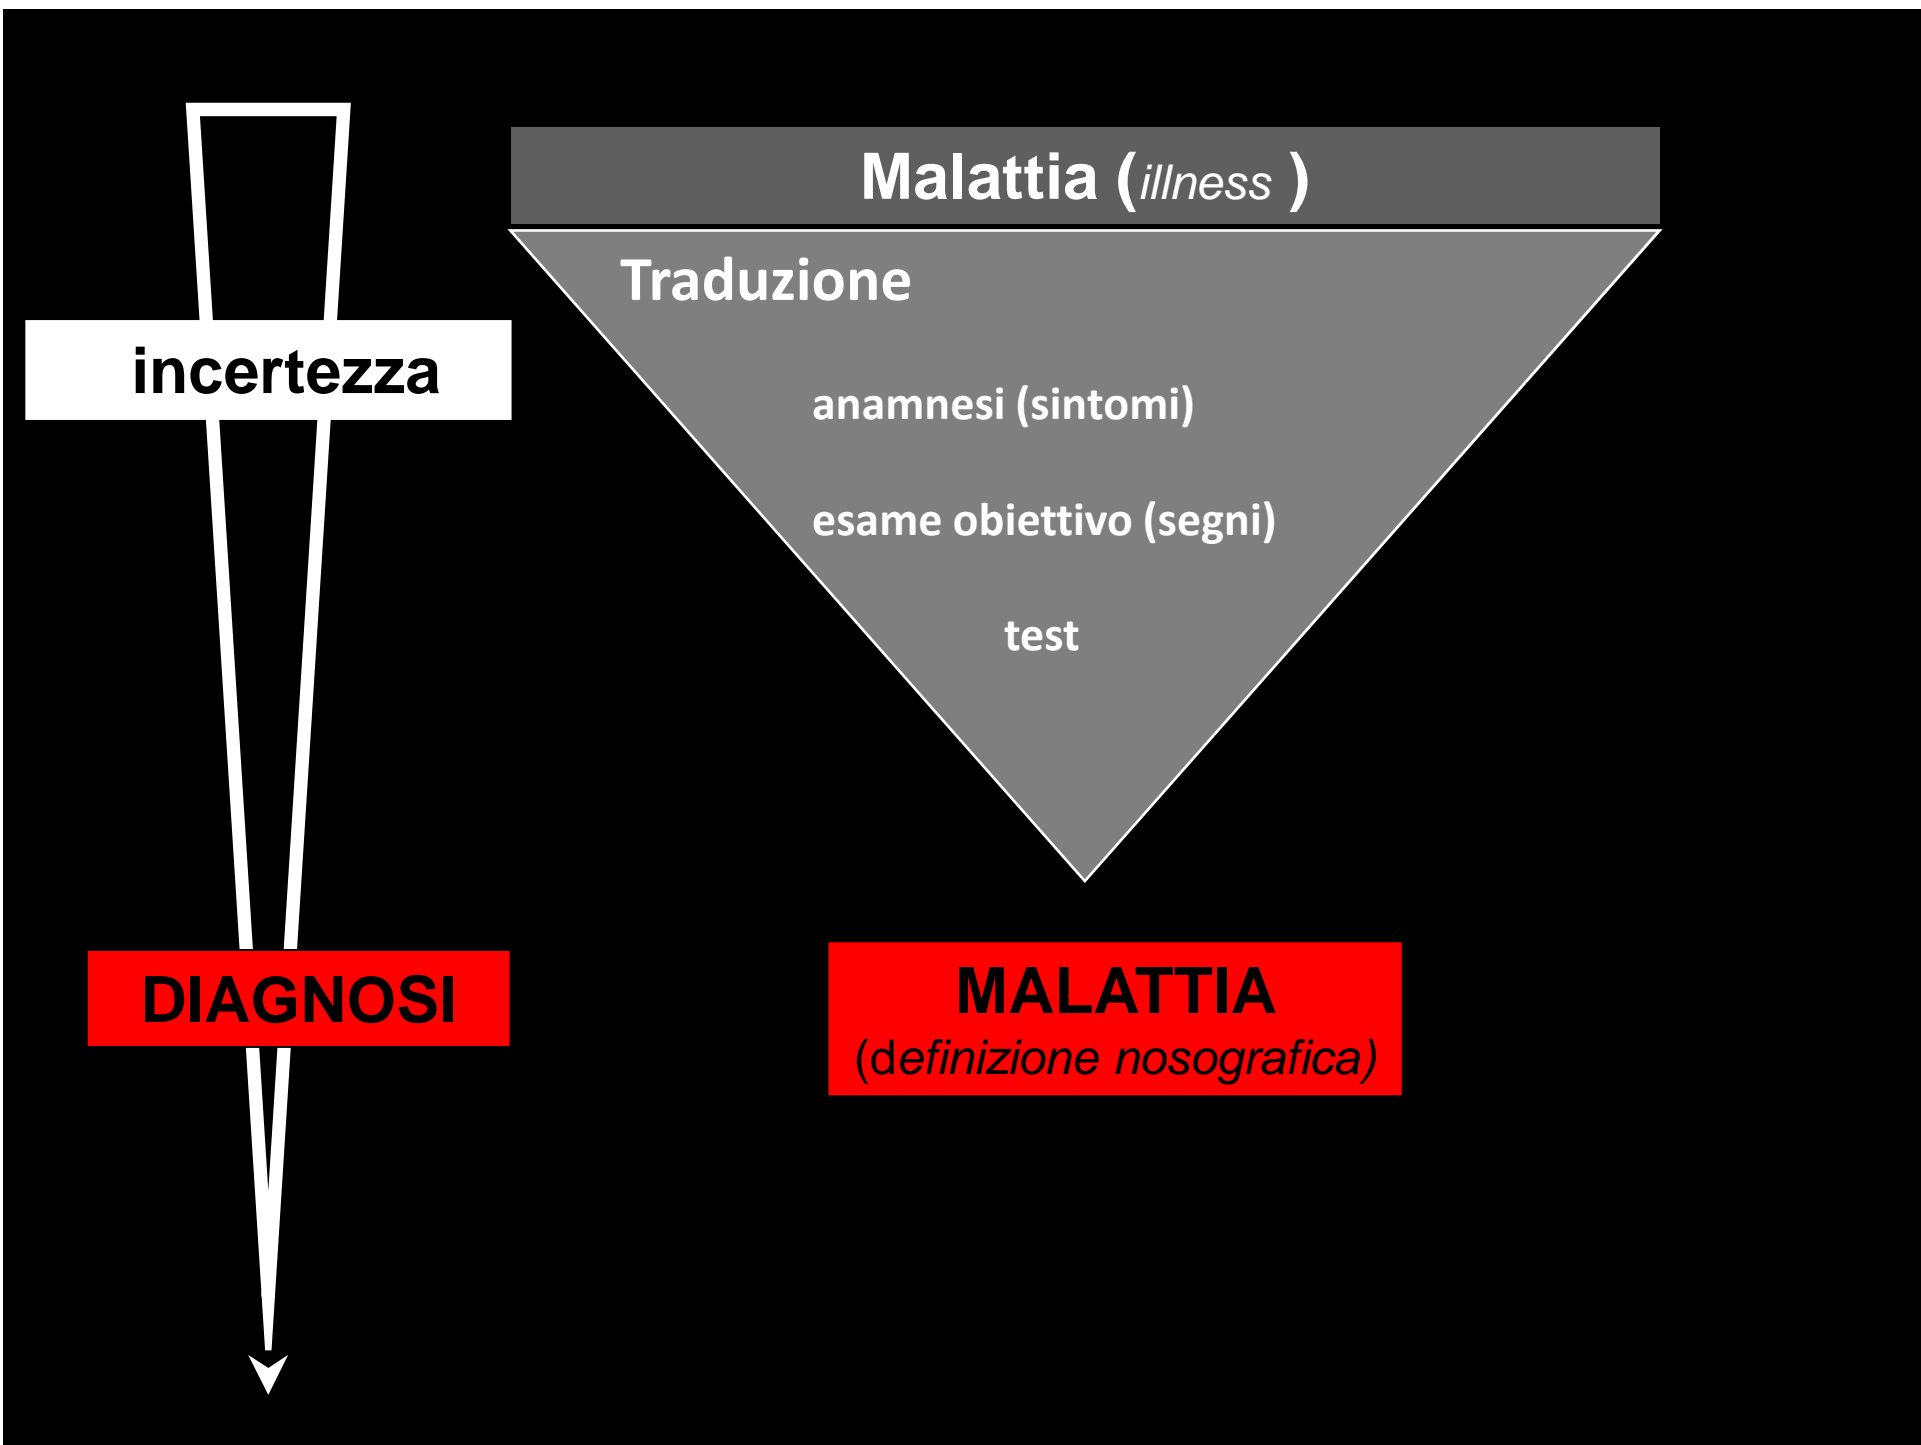 Malattia (illness )
Traduzione
incertezza
anamnesi (sintomi)
esame obiettivo (segni)
test
DIAGNOSI
MALATTIA
(definizione nosografica)